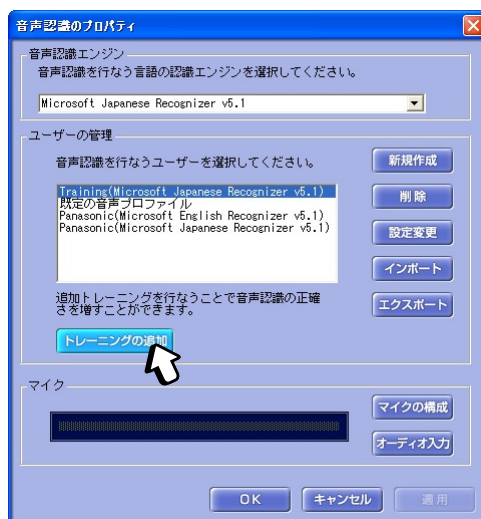 音声認識のプロパティ
音声認識エンジン
音声認識を行なう言語の認識エンジンを選択してください。
Microsoft Japanese Recognizer v5.1
ユーザーの管理
音声認識を行なうユーザーを選択してください。
新規作成
Training(Microsoft Japanese Recognizer v5.1)
既定の音声プロファイル
Panasonic(Microsoft English Recognizer v5.1)
Panasonic(Microsoft Japanese Recognizer v5.1)
削除
設定変更
インポート
追加トレーニングを行なうことで音声認識の正確
さを増すことができます。
エクスポート
トレーニングの追加
マイク
マイクの構成
オーディオ入力
OK
キャンセル
適用